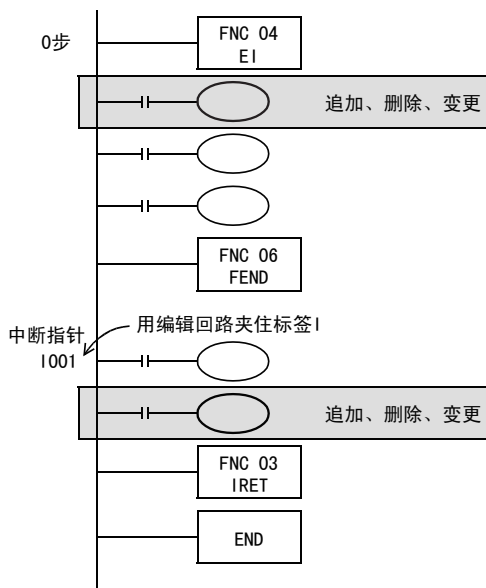 0步
FNC 04
EI
追加、删除、变更
FNC 06
FEND
中断指针
I001
用编辑回路夹住标签I
追加、删除、变更
FNC 03
IRET
END